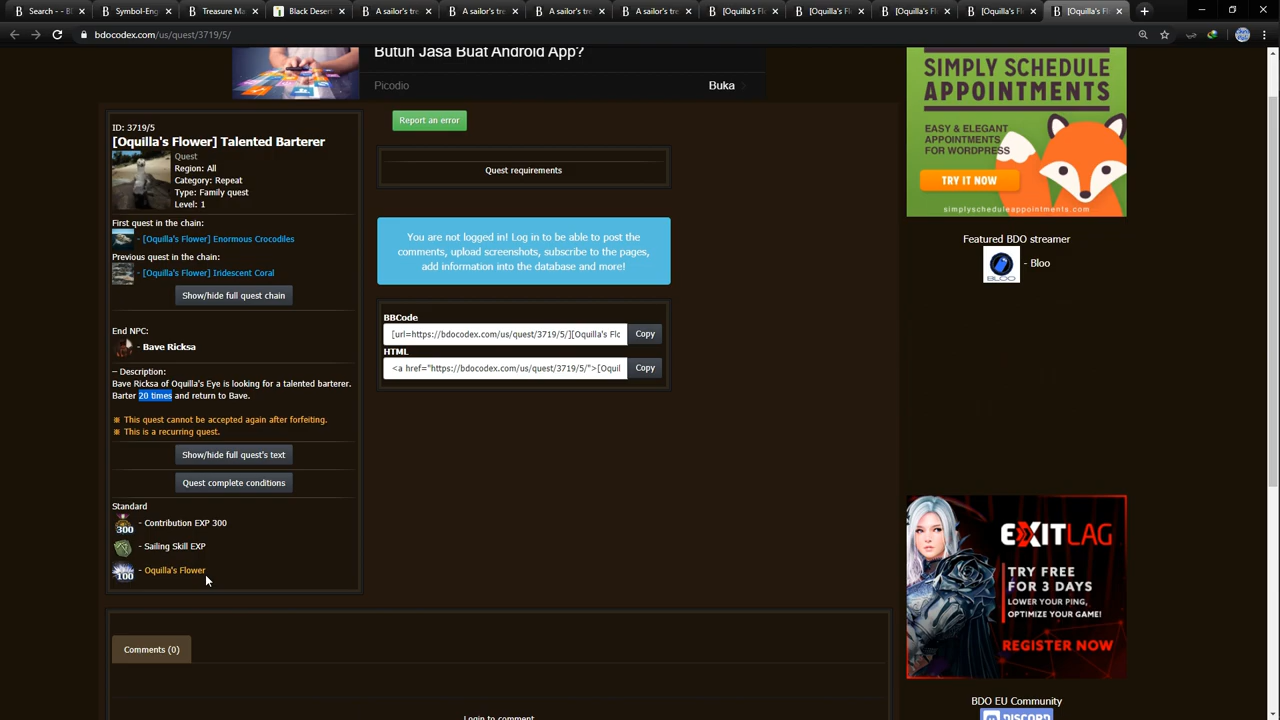 Search -- B
Symbol-Eng
Treasure Ma
Black Desert
A sailor's tre
A sailor's tre
A sailor's tre
A sailor's tre
[Oquilla's Fl
[Oquilla's Fl
[Oquilla's Fl
[Oquilla's Fl
[Oquilla's Fl
bdocodex.com/us/quest/3719/5/
Butuh Jasa Buat Android App?
Picodio
Buka
ID: 3719/5
[Oquilla's Flower] Talented Barterer
Quest
Region: All
Category: Repeat
Type: Family quest
Level: 1
First quest in the chain:
- [Oquilla's Flower] Enormous Crocodiles
Previous quest in the chain:
- [Oquilla's Flower] Iridescent Coral
Show/hide full quest chain
End NPC:
- Bave Ricksa
– Description:
Bave Ricksa of Oquilla's Eye is looking for a talented barterer.
Barter 20 times and return to Bave.
※ This quest cannot be accepted again after forfeiting.
※ This is a recurring quest.
Show/hide full quest's text
Quest complete conditions
Standard
300
- Contribution EXP 300
- Sailing Skill EXP
100
- Oquilla's Flower
Report an error
Quest requirements
You are not logged in! Log in to be able to post the
comments, upload screenshots, subscribe to the pages,
add information into the database and more!
BBCode
[url=https://bdocodex.com/us/quest/3719/5/][Oquilla's Flo
Copy
HTML
<a href="https://bdocodex.com/us/quest/3719/5/">[Oquil
Copy
Comments (0)
Login to comment
SIMPLY SCHEDULE
APPOINTMENTS
EASY & ELEGANT
APPOINTMENTS
FOR WORDPRESS
TRY IT NOW
simplyscheduleappointments.com
Featured BDO streamer
BLOO
- Bloo
EXITLAG
TRY FREE
FOR 3 DAYS
LOWER YOUR PING,
OPTIMIZE YOUR GAME!
REGISTER NOW
BDO EU Community
DISCORD